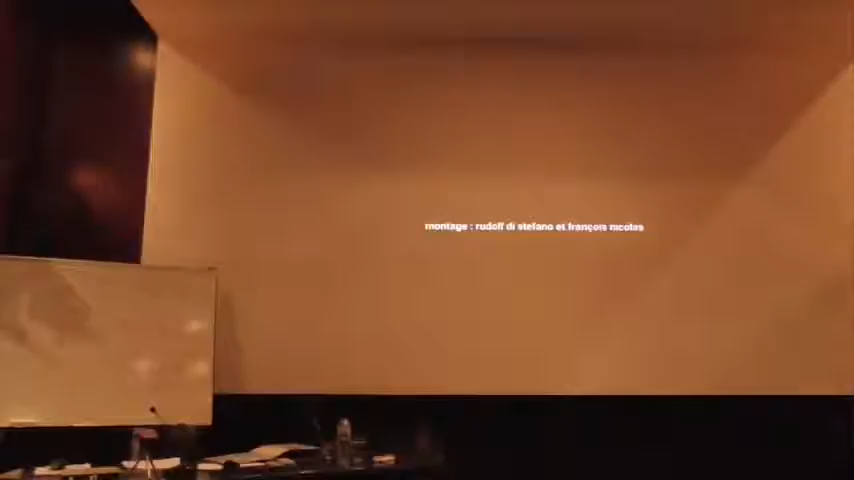 montage : rudolf di stefano et françois nicolas